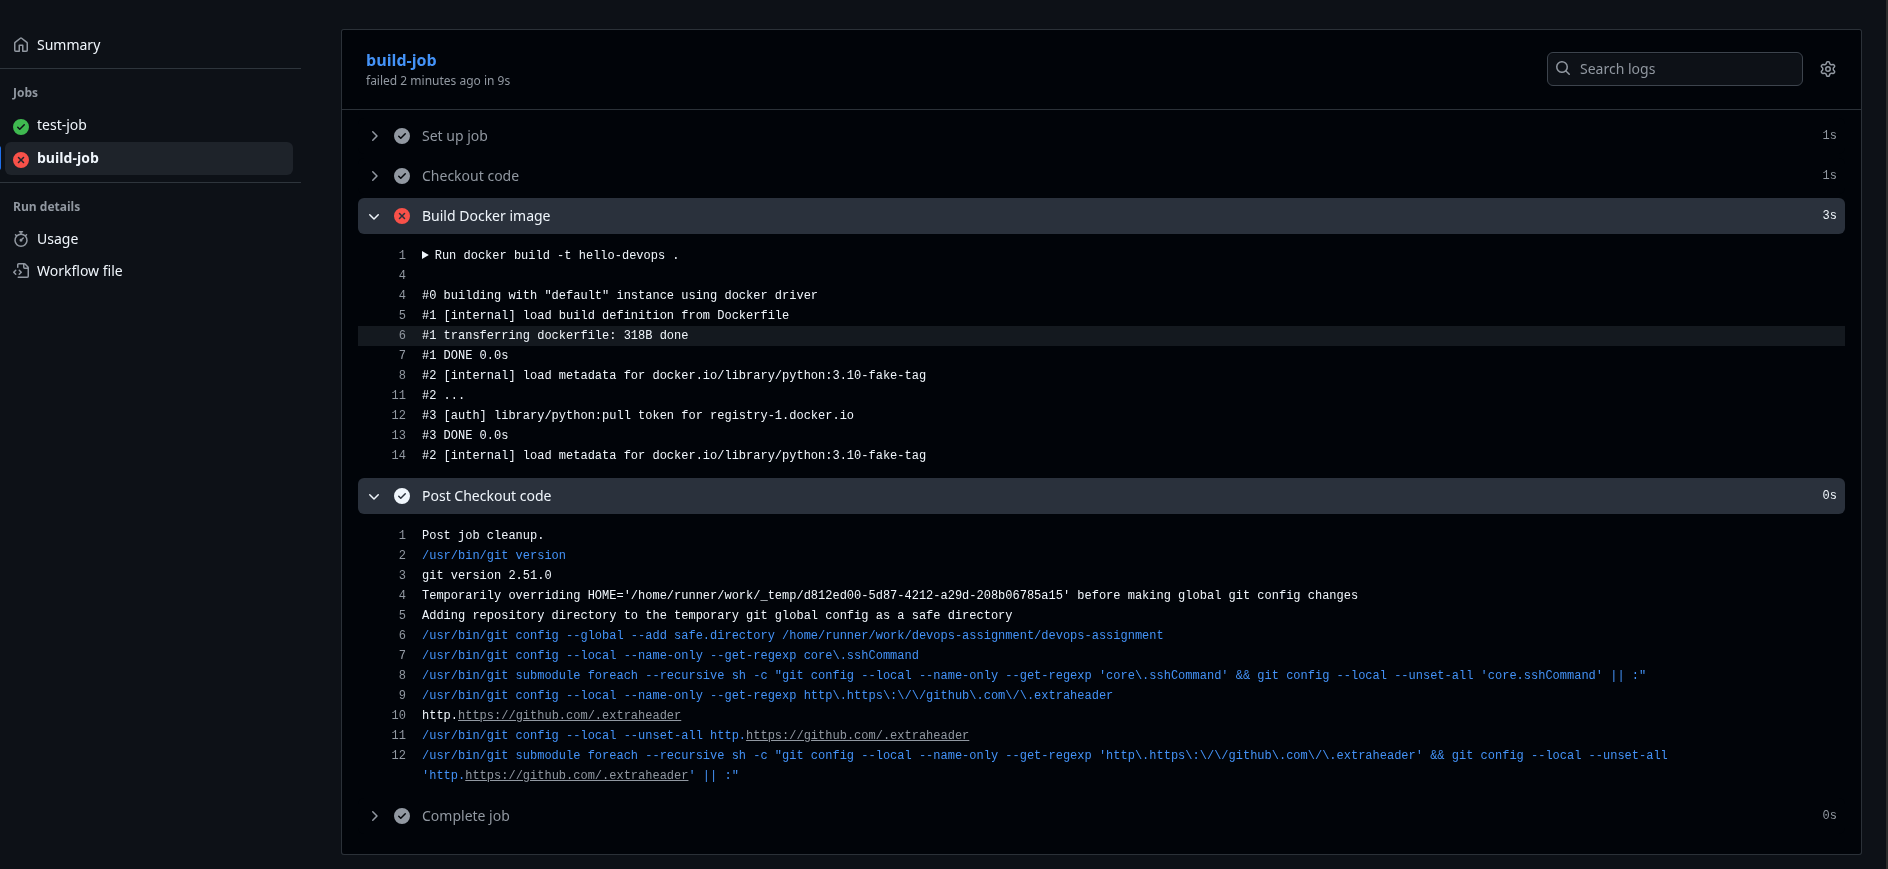 Summary
Jobs
test-job
build-job
Run details
Usage
Workflow file
build-job
failed 2 minutes ago in 9s
Search logs
Set up job 1s
Checkout code 1s
Build Docker image 3s
1 Run docker build -t hello-devops .
4
4 #0 building with "default" instance using docker driver
5 #1 [internal] load build definition from Dockerfile
6 #1 transferring dockerfile: 318B done
7 #1 DONE 0.0s
8 #2 [internal] load metadata for docker.io/library/python:3.10-fake-tag
11 #2 ...
12 #3 [auth] library/python:pull token for registry-1.docker.io
13 #3 DONE 0.0s
14 #2 [internal] load metadata for docker.io/library/python:3.10-fake-tag
Post Checkout code 0s
1 Post job cleanup.
2 /usr/bin/git version
3 git version 2.51.0
4 Temporarily overriding HOME='/home/runner/work/_temp/d812ed00-5d87-4212-a29d-208b06785a15' before making global git config changes
5 Adding repository directory to the temporary git global config as a safe directory
6 /usr/bin/git config --global --add safe.directory /home/runner/work/devops-assignment/devops-assignment
7 /usr/bin/git config --local --name-only --get-regexp core\.sshCommand
8 /usr/bin/git submodule foreach --recursive sh -c "git config --local --name-only --get-regexp 'core\.sshCommand' && git config --local --unset-all 'core.sshCommand' || :"
9 /usr/bin/git config --local --name-only --get-regexp http\.https\:\/\/github\.com\/\.extraheader
10 http.https://github.com/.extraheader
11 /usr/bin/git config --local --unset-all http.https://github.com/.extraheader
12 /usr/bin/git submodule foreach --recursive sh -c "git config --local --name-only --get-regexp 'http\.https\:\/\/github\.com\/\.extraheader' && git config --local --unset-all
'http.https://github.com/.extraheader' || :"
Complete job 0s